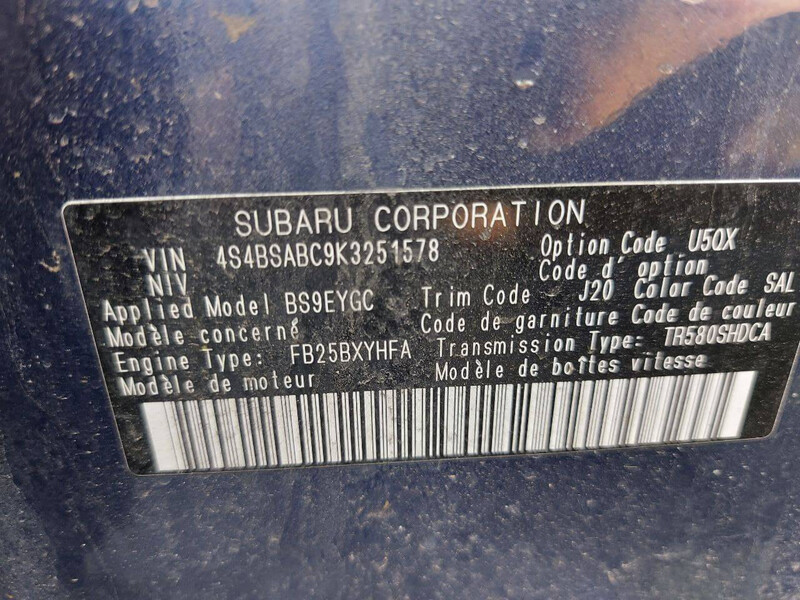 SUBARU CORPORATION
VIN 4S4BSABC9K3251578 Option Code U5OX
NIV Code d' option
Applied Model BS9EYGC Trim Code J20 Color Code SAL
Modèle concerné Code de garniture Code de couleur
Engine Type: FB25BXYHFA Transmission Type: TR580SHDCA
Modèle de moteur Modèle de boîtes vitesse